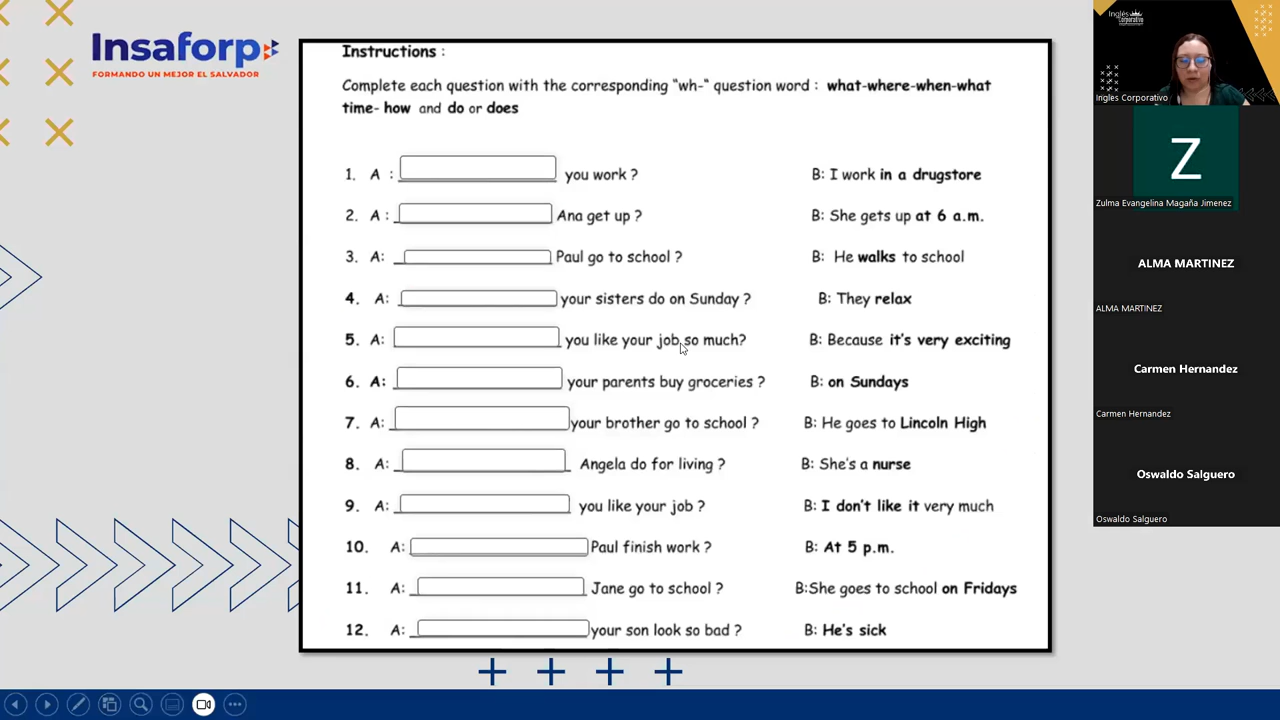 Insaforp
FORMANDO UN MEJOR EL SALVADOR
Instructions :
Complete each question with the corresponding "wh-" question word : what-where-when-what
time- how and do or does
1. A : you work ? B: I work in a drugstore
2. A : Ana get up ? B: She gets up at 6 a.m.
3. A: Paul go to school ? B: He walks to school
4. A: your sisters do on Sunday ? B: They relax
5. A: you like your job so much? B: Because it's very exciting
6. A: your parents buy groceries ? B: on Sundays
7. A: your brother go to school ? B: He goes to Lincoln High
8. A: Angela do for living ? B: She's a nurse
9. A: you like your job ? B: I don't like it very much
10. A: Paul finish work ? B: At 5 p.m.
11. A: Jane go to school ? B:She goes to school on Fridays
12. A: your son look so bad ? B: He's sick
Inglés
Corporativo
Ingles Corporativo
Z
Zulma Evangelina Magaña Jimenez
ALMA MARTINEZ
ALMA MARTINEZ
Carmen Hernandez
Carmen Hernandez
Oswaldo Salguero
Oswaldo Salguero